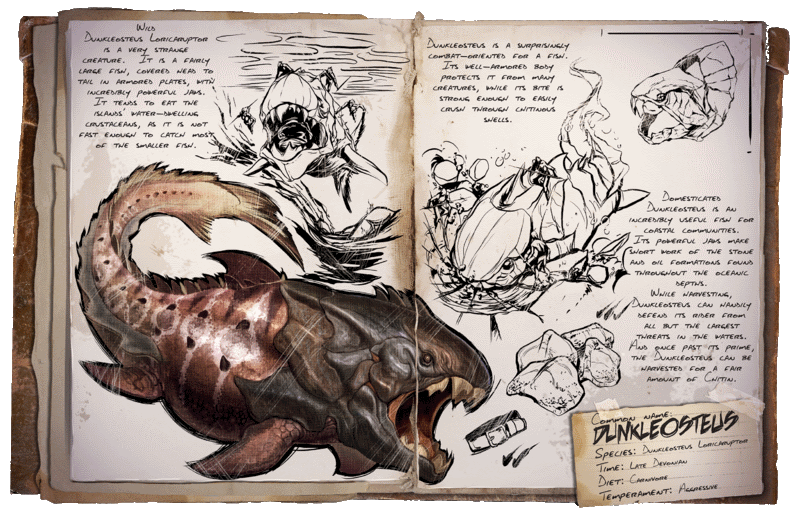 Wild
Dunkleosteus Loricaruptor
is a very strange
creature. It is a fairly
large fish, covered head to
tail in armored plates, with
incredibly powerful jaws.
It tends to eat the
islands' water-dwelling
crustaceans, as it is not
fast enough to catch most
of the smaller fish.
Dunkleosteus is a surprisingly
combat-oriented for a fish.
Its well-armored body
protects it from many
creatures, while its bite is
strong enough to easily
crush through chitinous
shells.
Domesticated
Dunkleosteus is an
incredibly useful fish for
coastal communities.
Its powerful jaws make
short work of the stone
and oil formations found
throughout the oceanic
depths.
While harvesting,
Dunkleosteus can handily
defend its rider from
all but the largest
threats in the waters.
And once past its prime,
the Dunkleosteus can be
harvested for a fair
amount of Chitin.
Common name:
Dunkleosteus
Species: Dunkleosteus Loricaruptor
Time: Late Devonian
Diet: Carnivore
Temperament: Aggressive